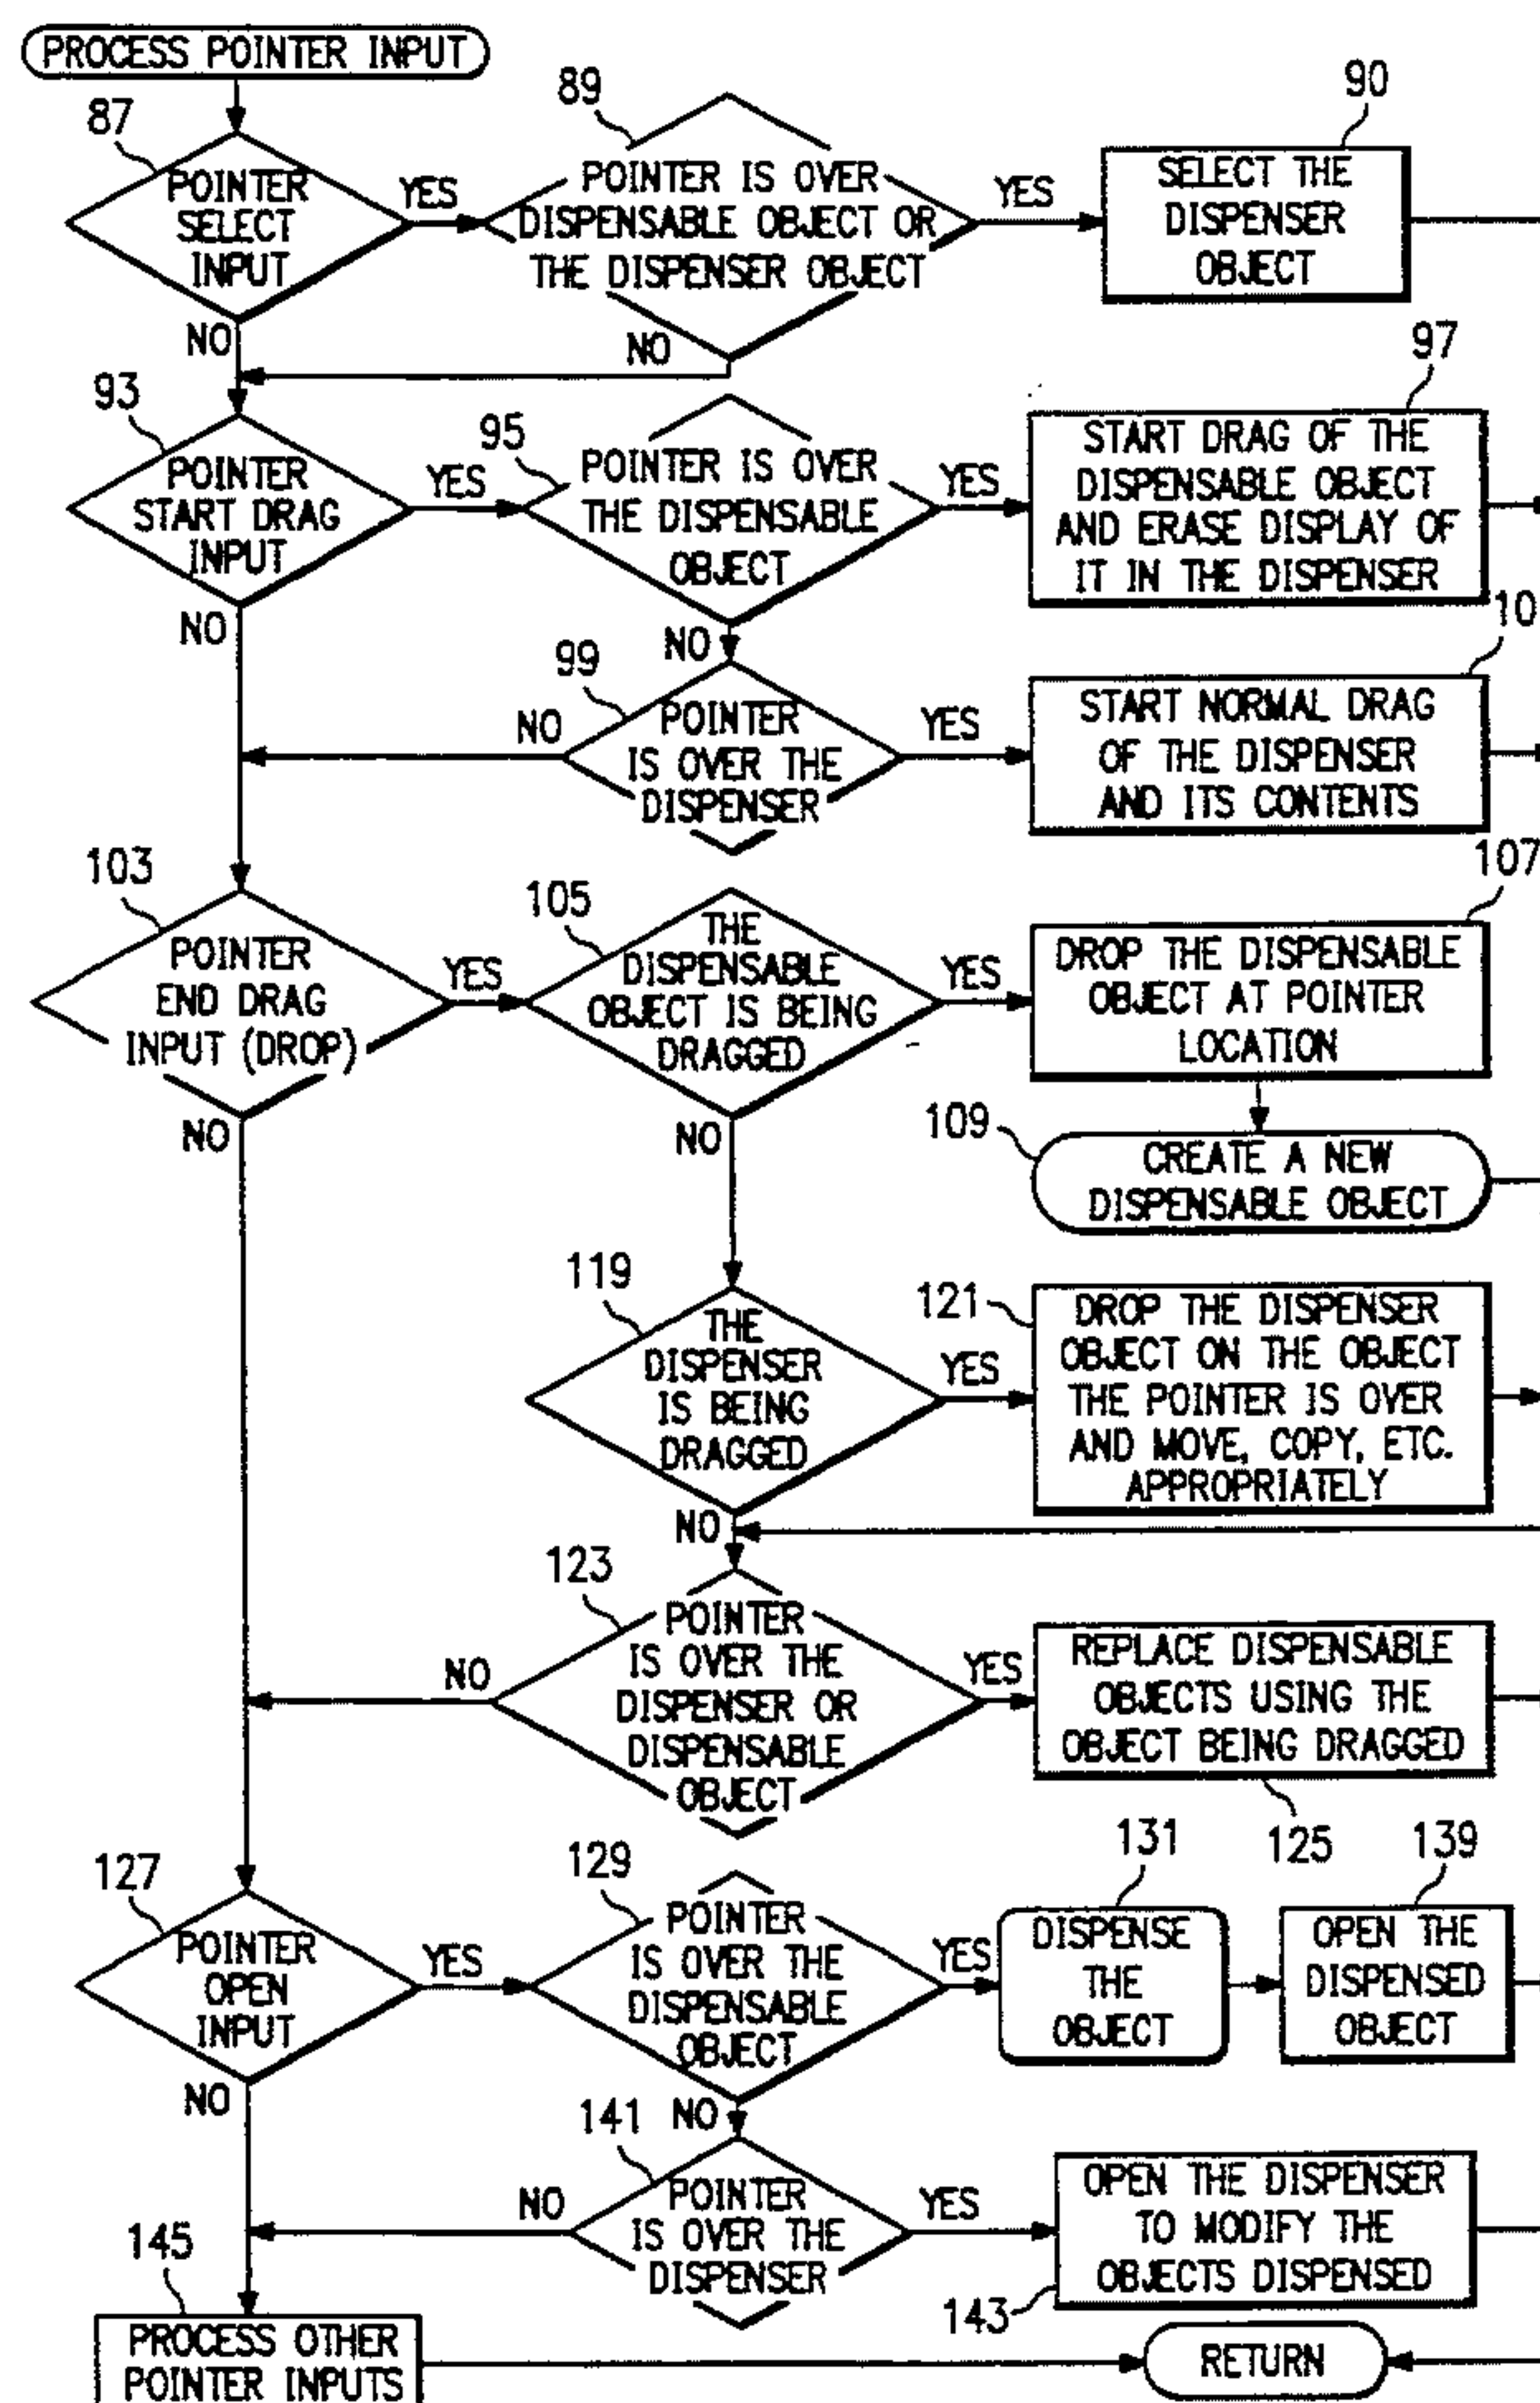 PROCESS POINTER INPUT
87
POINTER
SELECT
INPUT
YES
NO
89
POINTER IS OVER
DISPENSABLE OBJECT OR
THE DISPENSER OBJECT
YES
NO
90
SELECT THE
DISPENSER
OBJECT
93
POINTER
START DRAG
INPUT
YES
NO
95
POINTER IS OVER
THE DISPENSABLE
OBJECT
YES
NO
97
START DRAG OF THE
DISPENSABLE OBJECT
AND ERASE DISPLAY OF
IT IN THE DISPENSER
99
POINTER
IS OVER THE
DISPENSER
NO
YES
10
START NORMAL DRAG
OF THE DISPENSER
AND ITS CONTENTS
103
POINTER
END DRAG
INPUT (DROP)
YES
NO
105
THE
DISPENSABLE
OBJECT IS BEING
DRAGGED
YES
NO
107
DROP THE DISPENSABLE
OBJECT AT POINTER
LOCATION
109
CREATE A NEW
DISPENSABLE OBJECT
119
THE
DISPENSER
IS BEING
DRAGGED
YES
NO
121
DROP THE DISPENSER
OBJECT ON THE OBJECT
THE POINTER IS OVER
AND MOVE, COPY, ETC.
APPROPRIATELY
123
POINTER
IS OVER THE
DISPENSER OR
DISPENSABLE
OBJECT
NO
YES
REPLACE DISPENSABLE
OBJECTS USING THE
OBJECT BEING DRAGGED
125
127
POINTER
OPEN
INPUT
YES
NO
129
POINTER
IS OVER THE
DISPENSABLE
OBJECT
YES
NO
131
DISPENSE
THE
OBJECT
139
OPEN THE
DISPENSED
OBJECT
141
POINTER
IS OVER THE
DISPENSER
NO
YES
OPEN THE DISPENSER
TO MODIFY THE
OBJECTS DISPENSED
143
145
PROCESS OTHER
POINTER INPUTS
RETURN